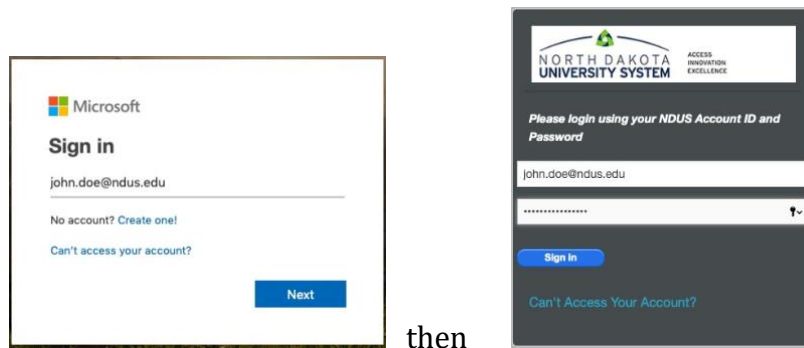 Microsoft
Sign in
john.doe@ndus.edu
No account? Create one!
Can't access your account?
Next
then
NORTH DAKOTA
UNIVERSITY SYSTEM
ACCESS
INNOVATION
EXCELLENCE
Please login using your NDUS Account ID and
Password
john.doe@ndus.edu
Sign In
Can't Access Your Account?